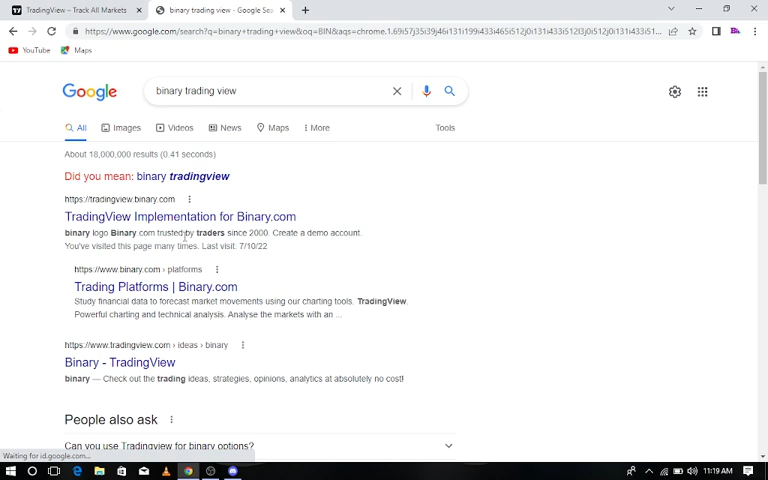 TradingView – Track All Markets
binary trading view - Google Sea
https://www.google.com/search?q=binary+trading+view&oq=BIN&aqs=chrome.1.69i57j35i39j46i131i199i433i465i512j0i131i433i512l3j0i512j0i131i433i51...
YouTube
Maps
Google
binary trading view
All
Images
Videos
News
Maps
More
Tools
About 18,000,000 results (0.41 seconds)
Did you mean: binary tradingview
https://tradingview.binary.com
TradingView Implementation for Binary.com
binary logo Binary.com trusted by traders since 2000. Create a demo account.
You've visited this page many times. Last visit: 7/10/22
https://www.binary.com › platforms
Trading Platforms | Binary.com
Study financial data to forecast market movements using our charting tools. TradingView.
Powerful charting and technical analysis. Analyse the markets with an ...
https://www.tradingview.com › ideas › binary
Binary - TradingView
binary — Check out the trading ideas, strategies, opinions, analytics at absolutely no cost!
People also ask
Can you use Tradingview for binary options?
Waiting for id.google.com...
11:19 AM